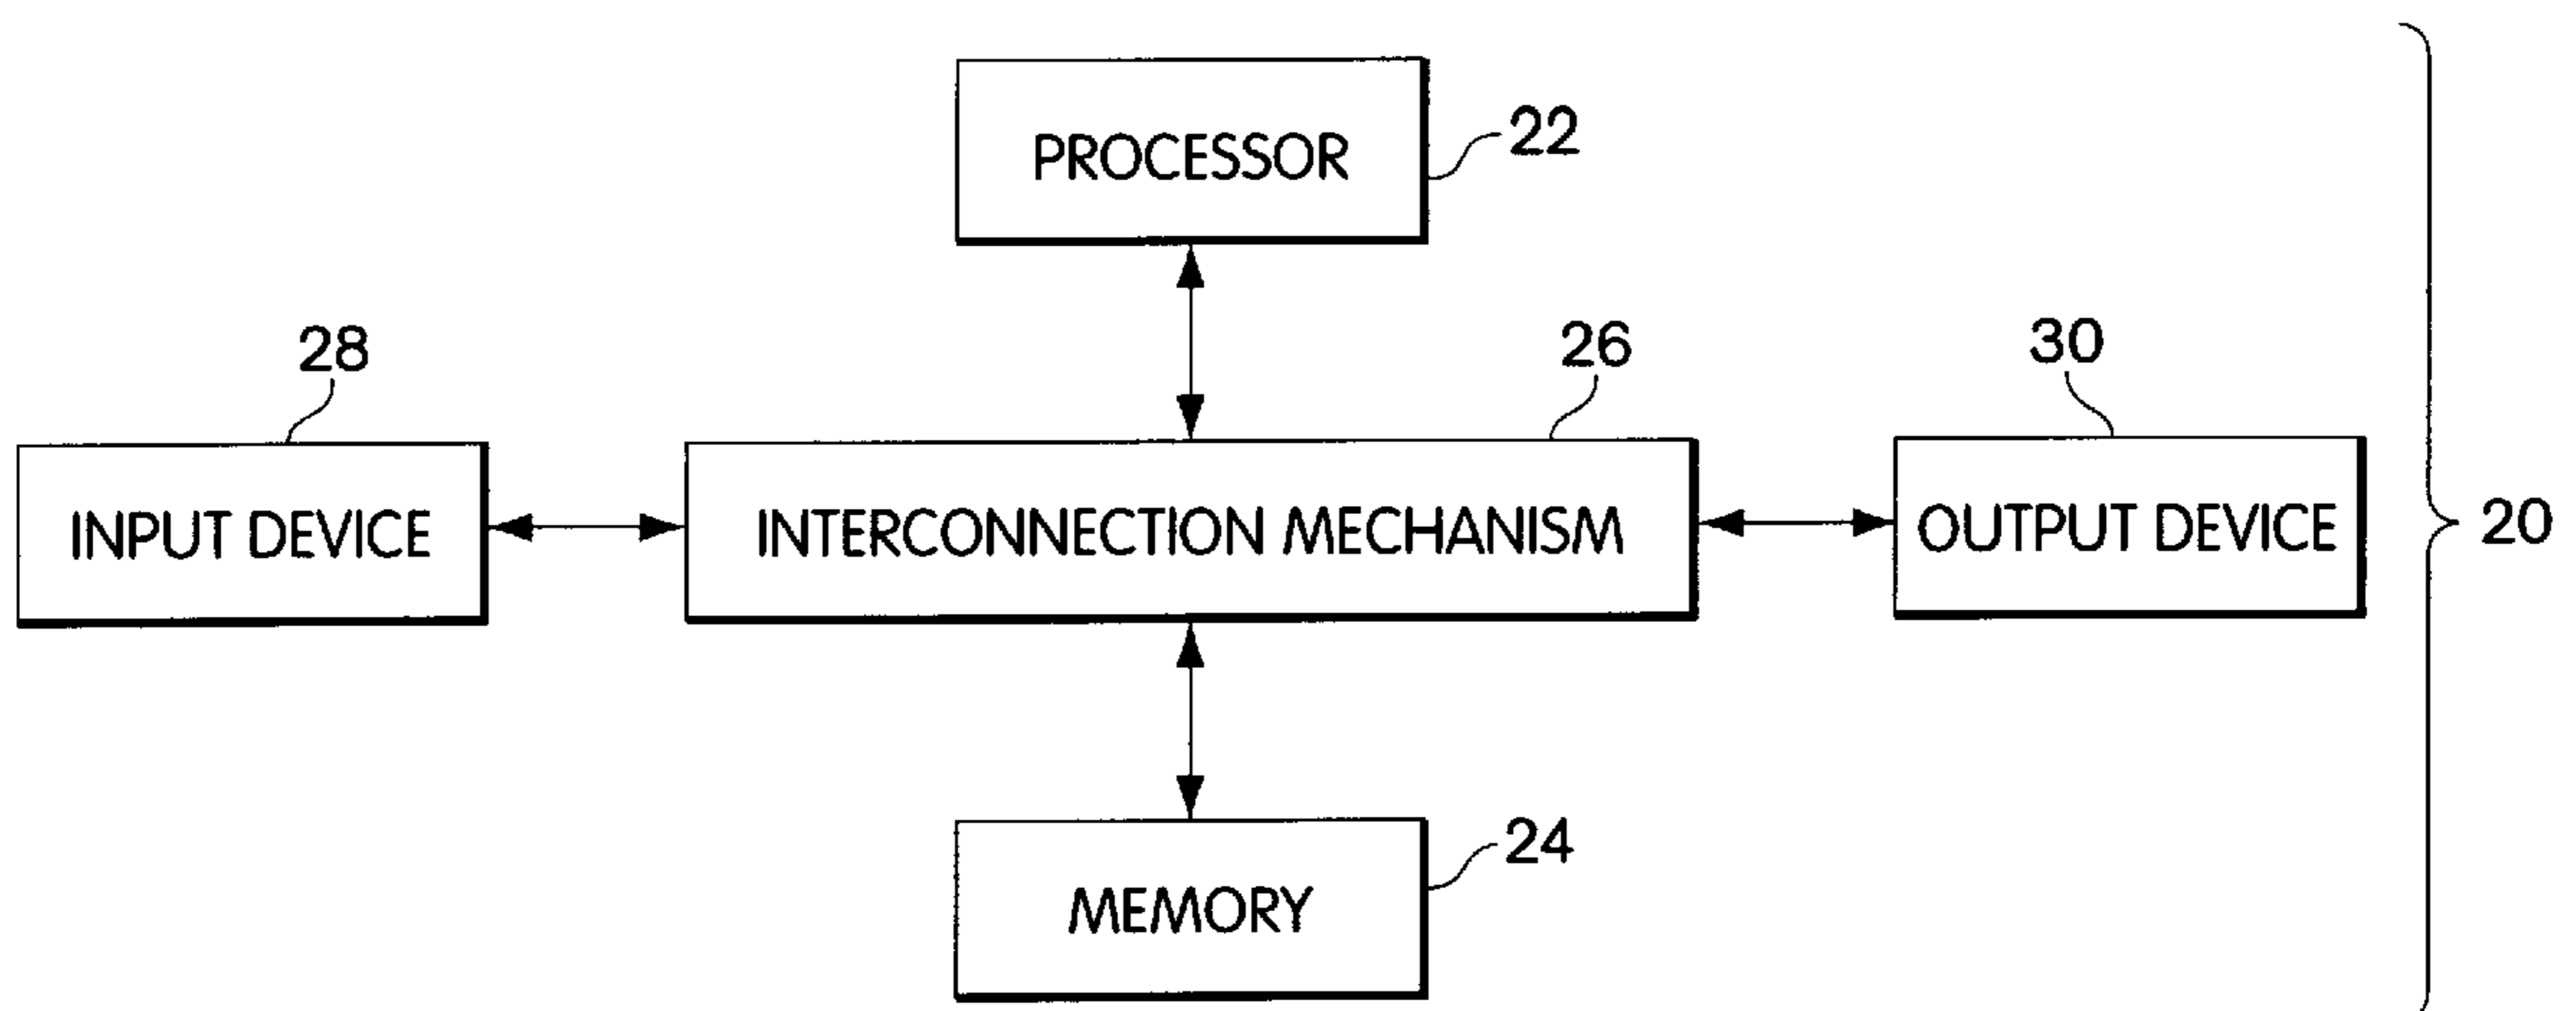 PROCESSOR
22
28
26
30
INPUT DEVICE
INTERCONNECTION MECHANISM
OUTPUT DEVICE
20
24
MEMORY